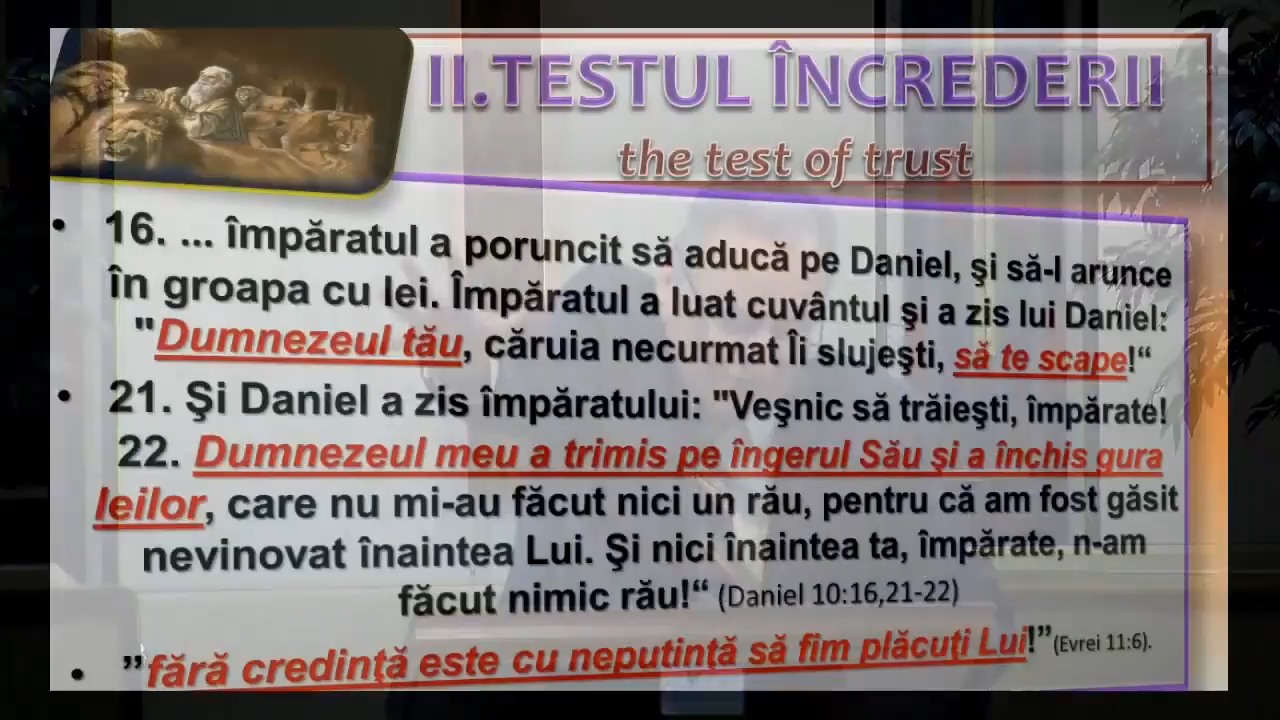 II.TESTUL ÎNCREDERII
the test of trust
• 16. ... împăratul a poruncit să aducă pe Daniel, şi să-l arunce
în groapa cu lei. Împăratul a luat cuvântul şi a zis lui Daniel:
"Dumnezeul tău, căruia necurmat Îi slujeşti, să te scape!“
• 21. Şi Daniel a zis împăratului: "Veşnic să trăieşti, împărate!
22. Dumnezeul meu a trimis pe îngerul Său şi a închis gura
leilor, care nu mi-au făcut nici un rău, pentru că am fost găsit
nevinovat înaintea Lui. Şi nici înaintea ta, împărate, n-am
făcut nimic rău!“ (Daniel 10:16,21-22)
• ”fără credinţă este cu neputinţă să fim plăcuţi Lui!”(Evrei 11:6).